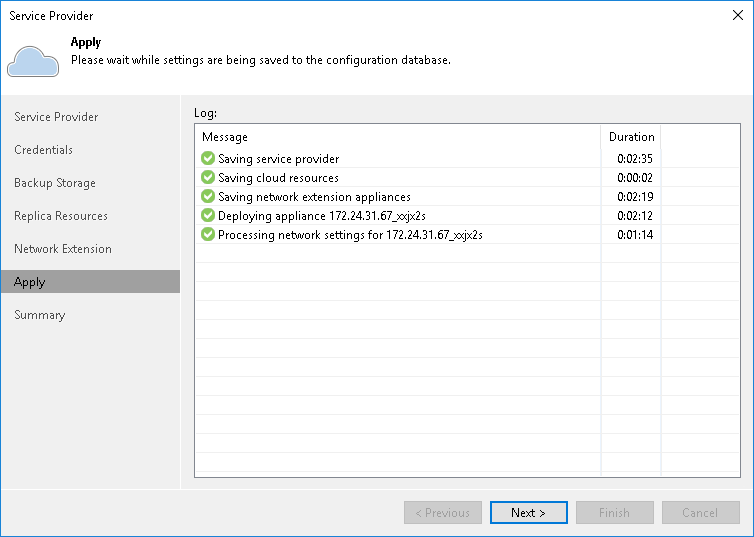 Service Provider
Apply
Please wait while settings are being saved to the configuration database.
Service Provider
Credentials
Backup Storage
Replica Resources
Network Extension
Apply
Summary
Log:
Message Duration
Saving service provider 0:02:35
Saving cloud resources 0:00:02
Saving network extension appliances 0:02:19
Deploying appliance 172.24.31.67_xxjx2s 0:02:12
Processing network settings for 172.24.31.67_xxjx2s 0:01:14
< Previous Next > Finish Cancel